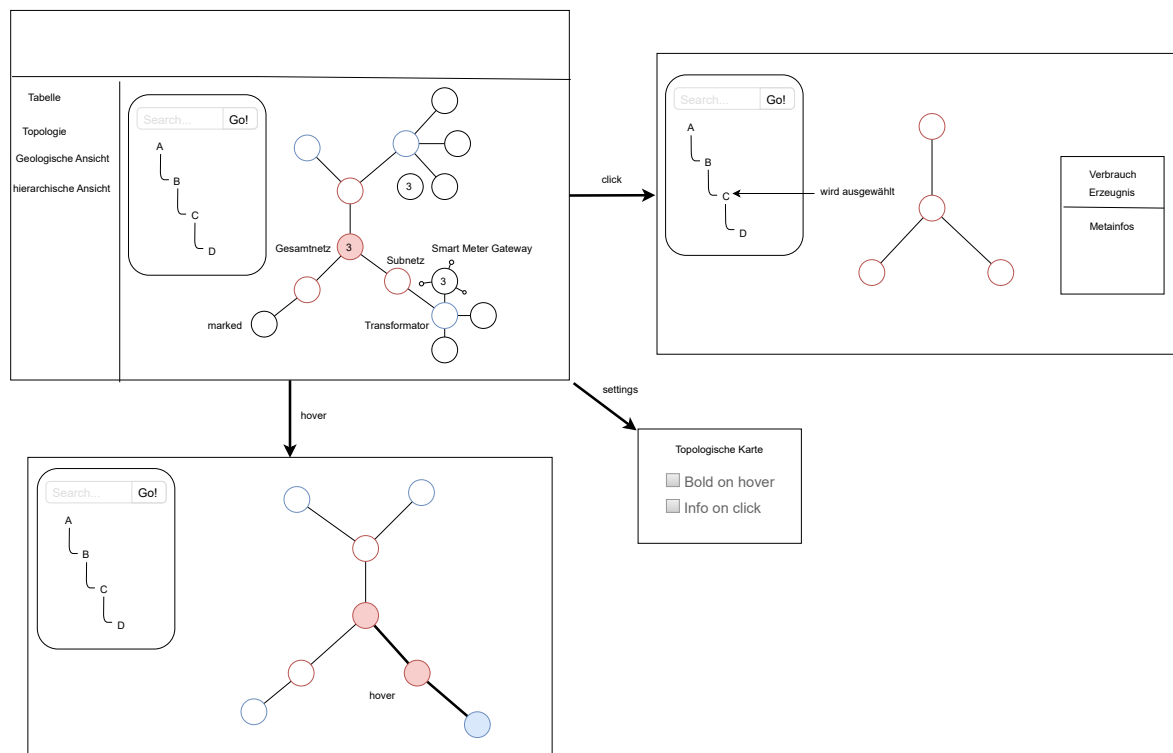 Tabelle
Topologie
Geologische Ansicht
hierarchische Ansicht
Search...
Go!
A
B
C
D
3
Gesamtnetz
3
Subnetz
Smart Meter Gateway
3
marked
Transformator
click
Search...
Go!
A
B
C
D
wird ausgewählt
Verbrauch
Erzeugnis
Metainfos
hover
settings
Topologische Karte
Bold on hover
Info on click
Search...
Go!
A
B
C
D
hover